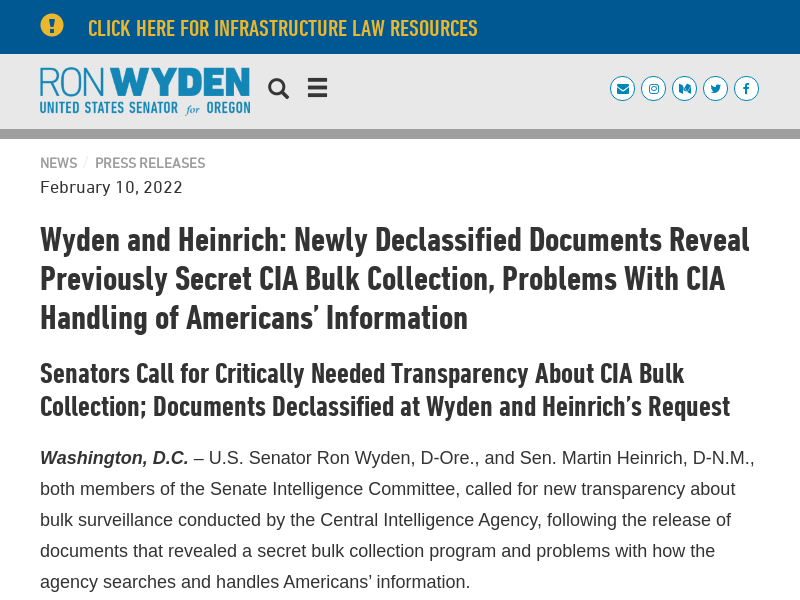 CLICK HERE FOR INFRASTRUCTURE LAW RESOURCES
RON WYDEN
UNITED STATES SENATOR for OREGON
NEWS / PRESS RELEASES
February 10, 2022
Wyden and Heinrich: Newly Declassified Documents Reveal
Previously Secret CIA Bulk Collection, Problems With CIA
Handling of Americans’ Information
Senators Call for Critically Needed Transparency About CIA Bulk
Collection; Documents Declassified at Wyden and Heinrich’s Request
Washington, D.C. – U.S. Senator Ron Wyden, D-Ore., and Sen. Martin Heinrich, D-N.M.,
both members of the Senate Intelligence Committee, called for new transparency about
bulk surveillance conducted by the Central Intelligence Agency, following the release of
documents that revealed a secret bulk collection program and problems with how the
agency searches and handles Americans’ information.